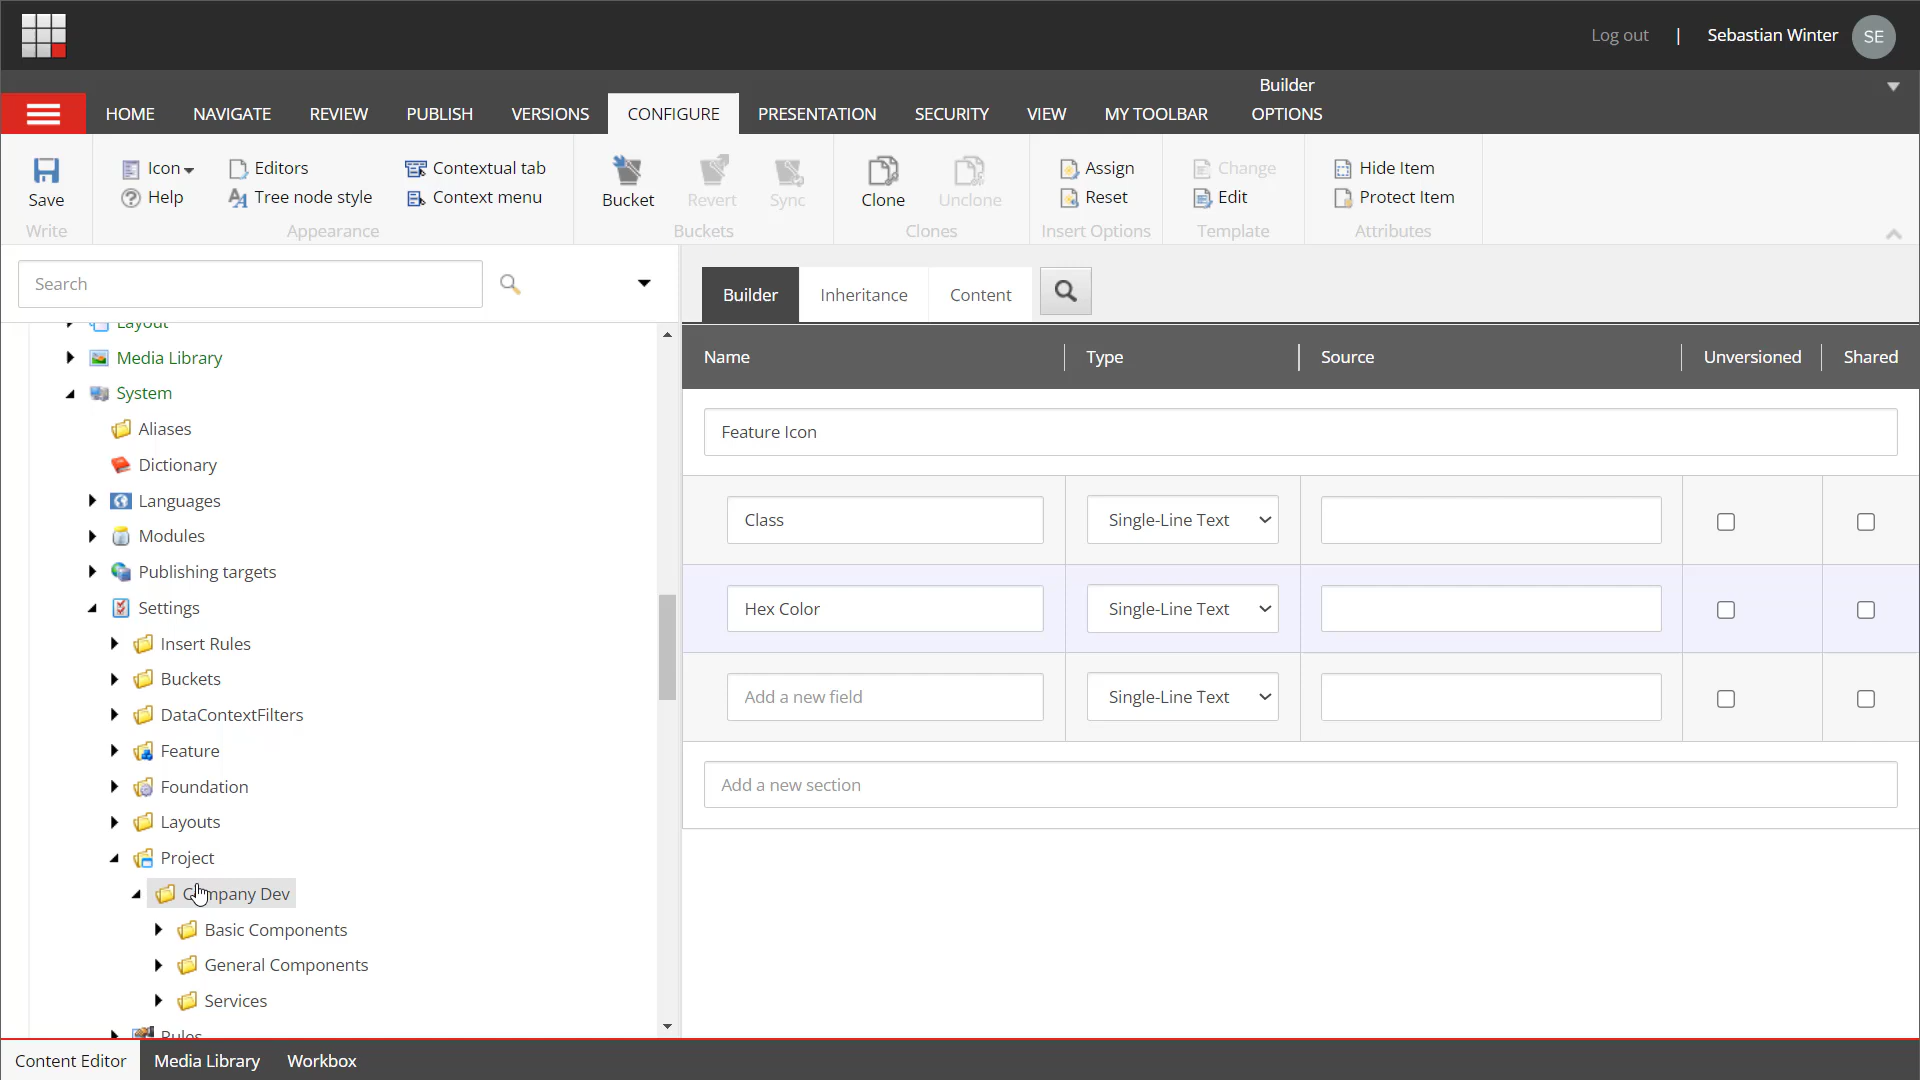 Log out | Sebastian Winter SE
Builder
HOME NAVIGATE REVIEW PUBLISH VERSIONS CONFIGURE PRESENTATION SECURITY VIEW MY TOOLBAR OPTIONS
Icon Editors Contextual tab Assign Change Hide Item
Save Help Tree node style Context menu Bucket Revert Sync Clone Unclone Reset Edit Protect Item
Write Appearance Buckets Clones Insert Options Template Attributes
Search
Builder Inheritance Content
Layout
Media Library
System
Aliases
Dictionary
Languages
Modules
Publishing targets
Settings
Insert Rules
Buckets
DataContextFilters
Feature
Foundation
Layouts
Project
Company Dev
Basic Components
General Components
Services
Rules
Name Type Source Unversioned Shared
Feature Icon
Class Single-Line Text
Hex Color Single-Line Text
Add a new field Single-Line Text
Add a new section
Content Editor Media Library Workbox